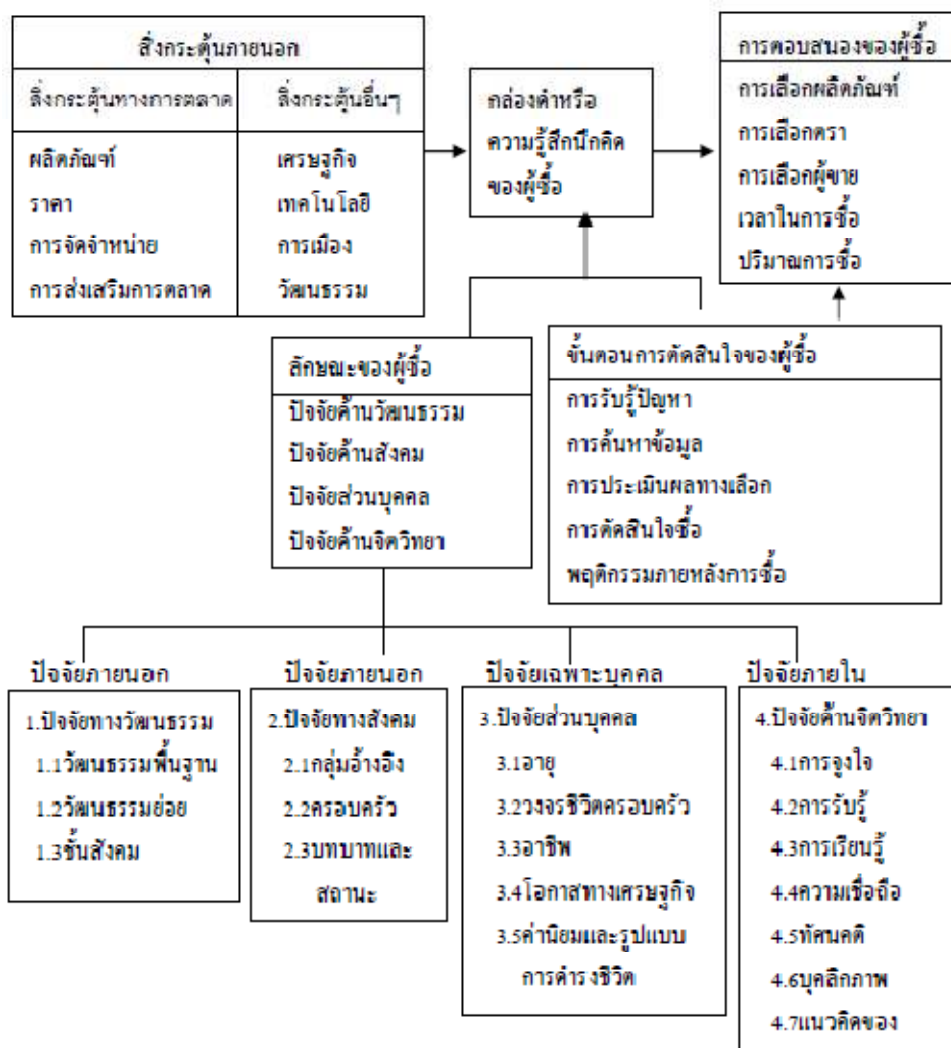 สิ่งกระตุ้นภายนอก
สิ่งกระตุ้นทางการตลาด
สิ่งกระตุ้นอื่นๆ
ผลิตภัณฑ์
เศรษฐกิจ
ราคา
เทคโนโลยี
การจัดจำหน่าย
การเมือง
การส่งเสริมการตลาด
วัฒนธรรม
กล่องดำหรือ
ความรู้สึกนึกคิด
ของผู้ซื้อ
การตอบสนองของผู้ซื้อ
การเลือกผลิตภัณฑ์
การเลือกตรา
การเลือกผู้ขาย
เวลาในการซื้อ
ปริมาณการซื้อ
ลักษณะของผู้ซื้อ
ปัจจัยด้านวัฒนธรรม
ปัจจัยด้านสังคม
ปัจจัยส่วนบุคคล
ปัจจัยด้านจิตวิทยา
ขั้นตอนการตัดสินใจของผู้ซื้อ
การรับรู้ปัญหา
การค้นหาข้อมูล
การประเมินผลทางเลือก
การตัดสินใจซื้อ
พฤติกรรมภายหลังการซื้อ
ปัจจัยภายนอก
1.ปัจจัยทางวัฒนธรรม
1.1วัฒนธรรมพื้นฐาน
1.2วัฒนธรรมย่อย
1.3ชั้นสังคม
ปัจจัยภายนอก
2.ปัจจัยทางสังคม
2.1กลุ่มอ้างอิง
2.2ครอบครัว
2.3บทบาทและ
สถานะ
ปัจจัยเฉพาะบุคคล
3.ปัจจัยส่วนบุคคล
3.1อายุ
3.2วงจรชีวิตครอบครัว
3.3อาชีพ
3.4โอกาสทางเศรษฐกิจ
3.5ค่านิยมและรูปแบบ
การดำรงชีวิต
ปัจจัยภายใน
4.ปัจจัยด้านจิตวิทยา
4.1การจูงใจ
4.2การรับรู้
4.3การเรียนรู้
4.4ความเชื่อถือ
4.5ทัศนคติ
4.6บุคลิกภาพ
4.7แนวคิดของ